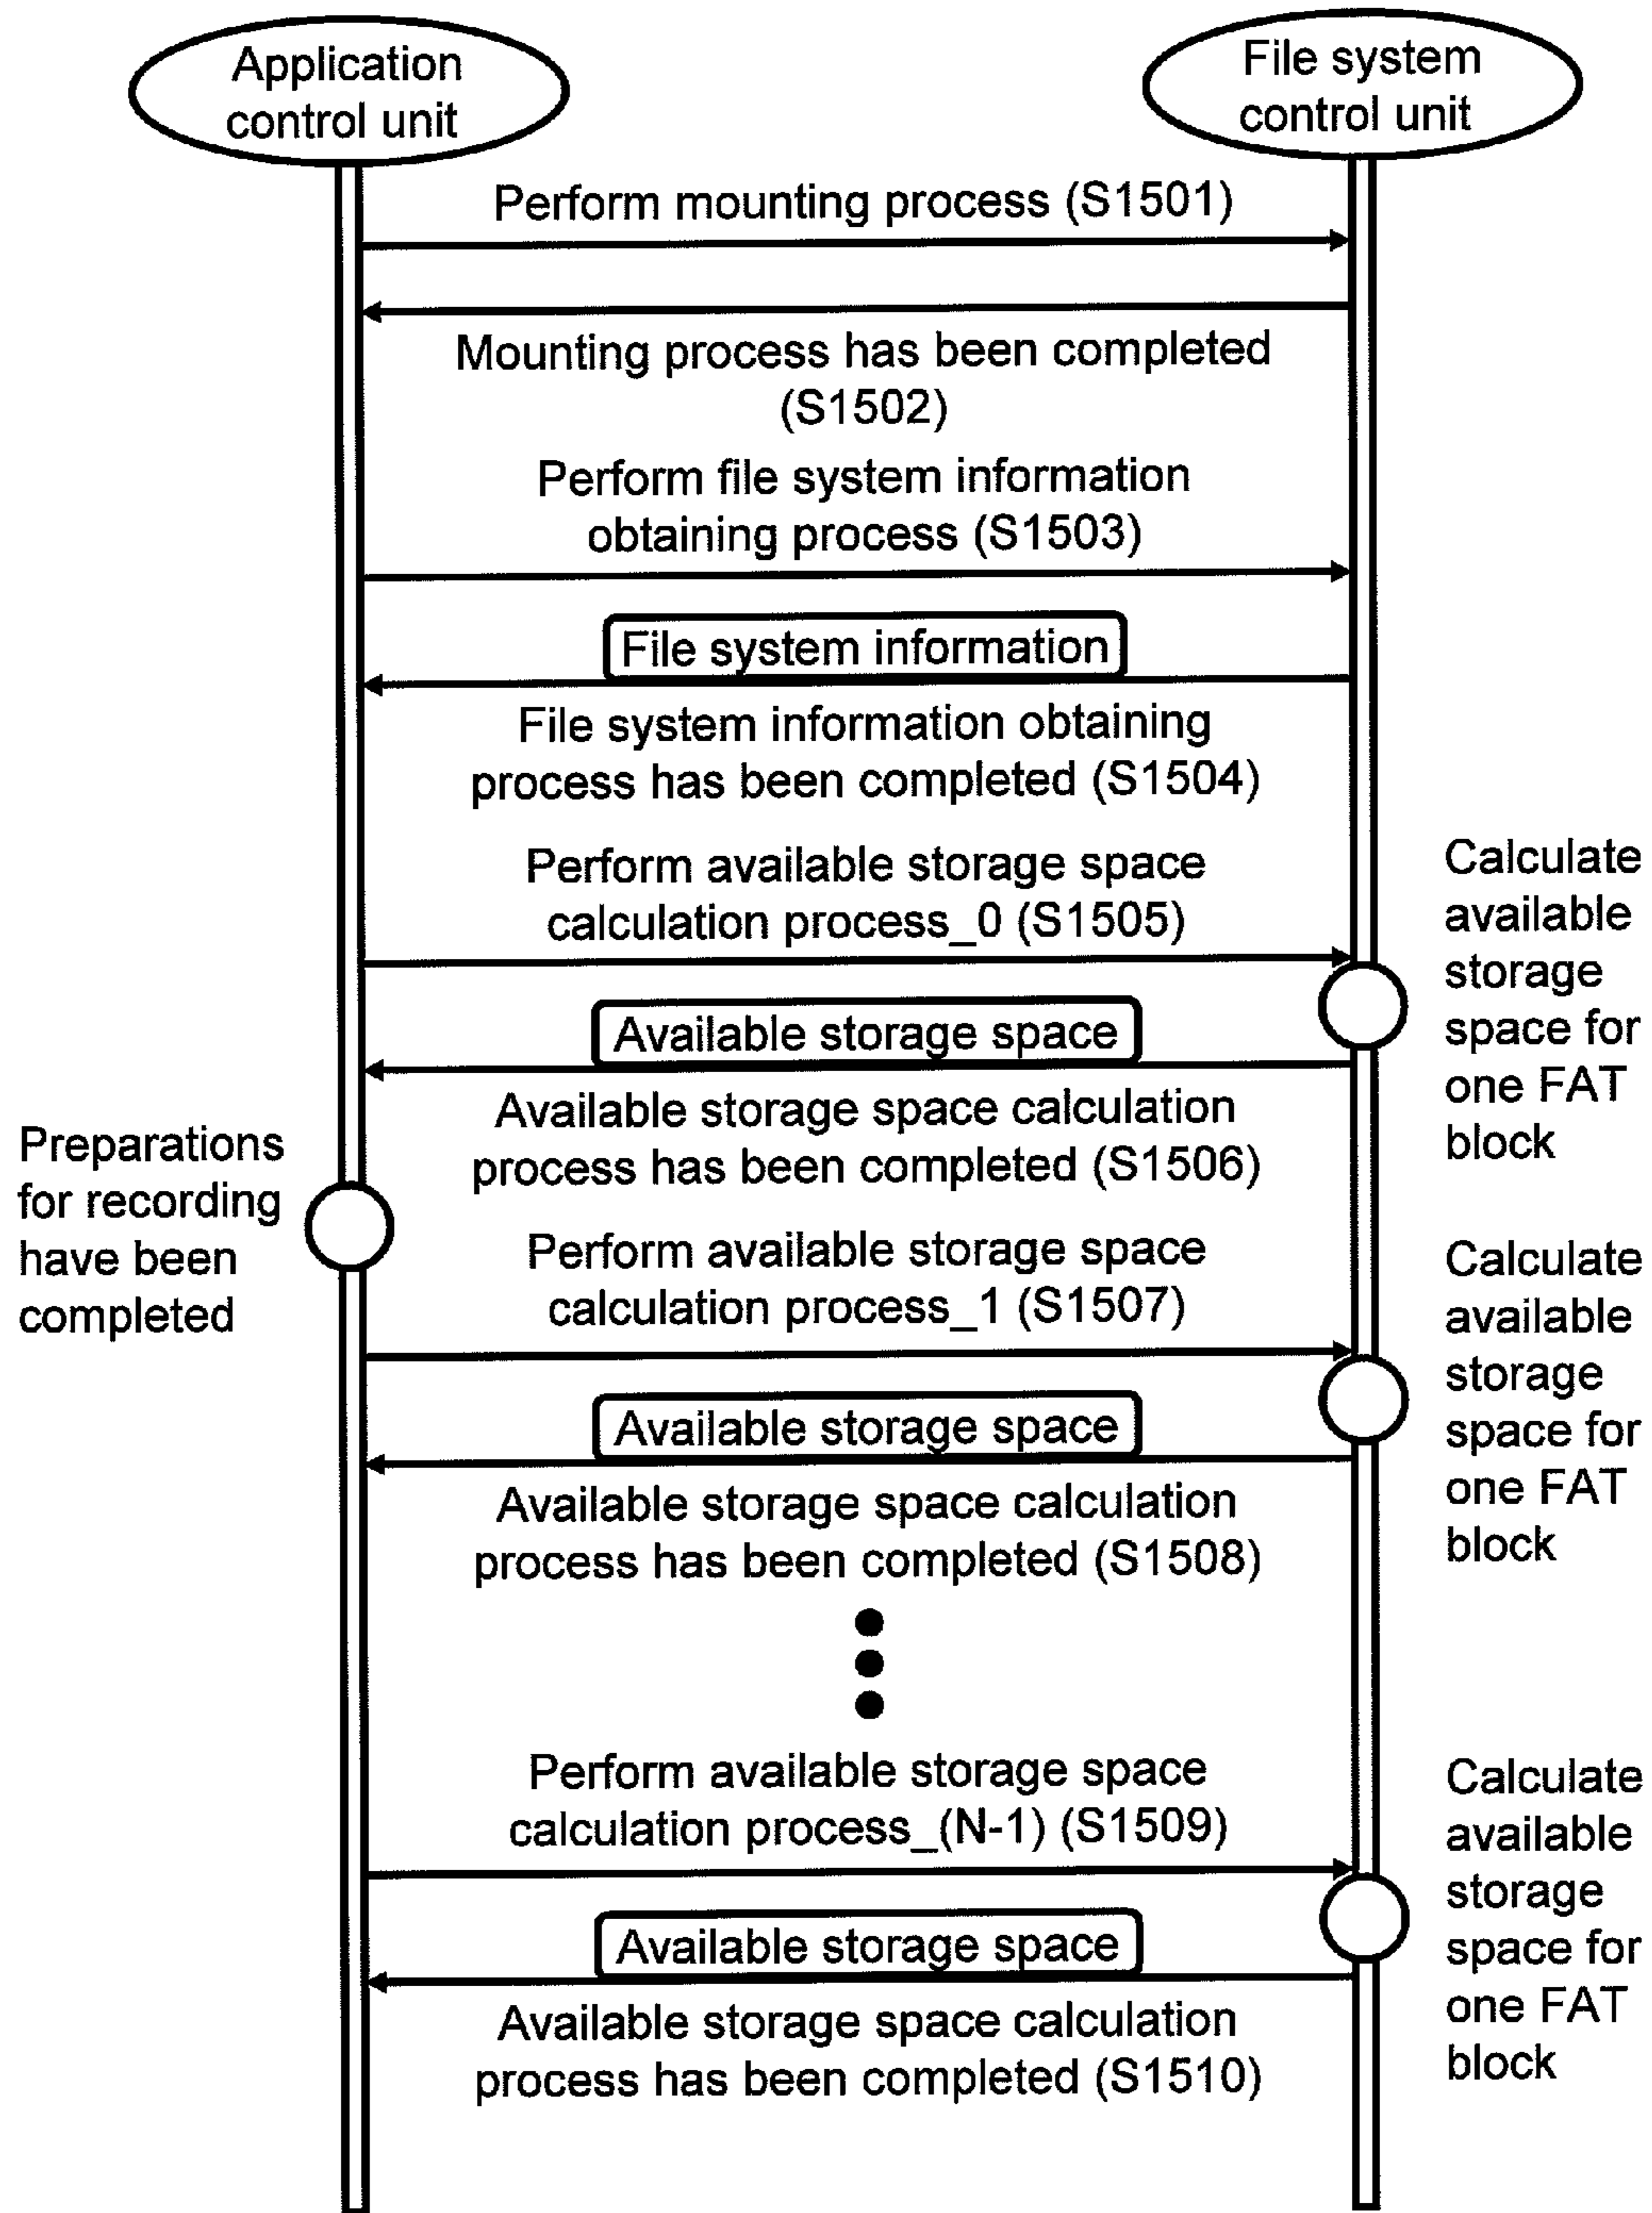 Application
control unit
File system
control unit
Perform mounting process (S1501)
Mounting process has been completed
(S1502)
Perform file system information
obtaining process (S1503)
File system information
File system information obtaining
process has been completed (S1504)
Perform available storage space
calculation process_0 (S1505)
Calculate
available
storage
space for
one FAT
block
Available storage space
Available storage space calculation
process has been completed (S1506)
Preparations
for recording
have been
completed
Perform available storage space
calculation process_1 (S1507)
Calculate
available
storage
space for
one FAT
block
Available storage space
Available storage space calculation
process has been completed (S1508)
Perform available storage space
calculation process_(N-1) (S1509)
Calculate
available
storage
space for
one FAT
block
Available storage space
Available storage space calculation
process has been completed (S1510)